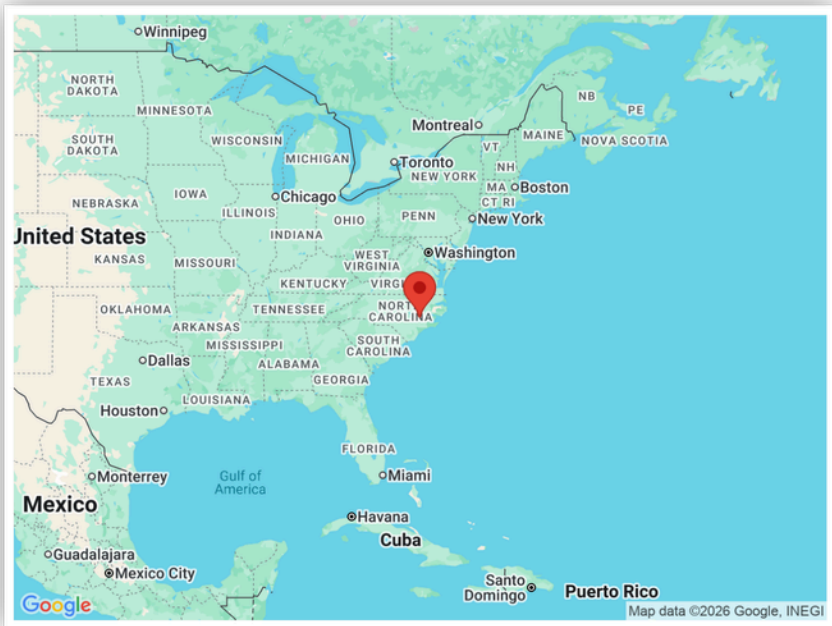 Winnipeg
NORTH
DAKOTA
MINNESOTA
NB
PE
Montreal
MAINE
NOVA SCOTIA
SOUTH
DAKOTA
WISCONSIN
VT
MICHIGAN
Toronto
NEW YORK
NH
MA
Boston
CT RI
NEBRASKA
IOWA
Chicago
ILLINOIS
INDIANA
OHIO
PENN
New York
United States
KANSAS
MISSOURI
WEST
VIRGINIA
Washington
KENTUCKY
OKLAHOMA
TENNESSEE
CAROLINA
ARKANSAS
MISSISSIPPI
SOUTH
CAROLINA
Dallas
ALABAMA
TEXAS
GEORGIA
LOUISIANA
Houston
FLORIDA
Monterrey
Gulf of
America
Miami
Mexico
Havana
Cuba
Guadalajara
Mexico City
Santo
Domingo
Puerto Rico
Google
Map data ©2026 Google, INEGI